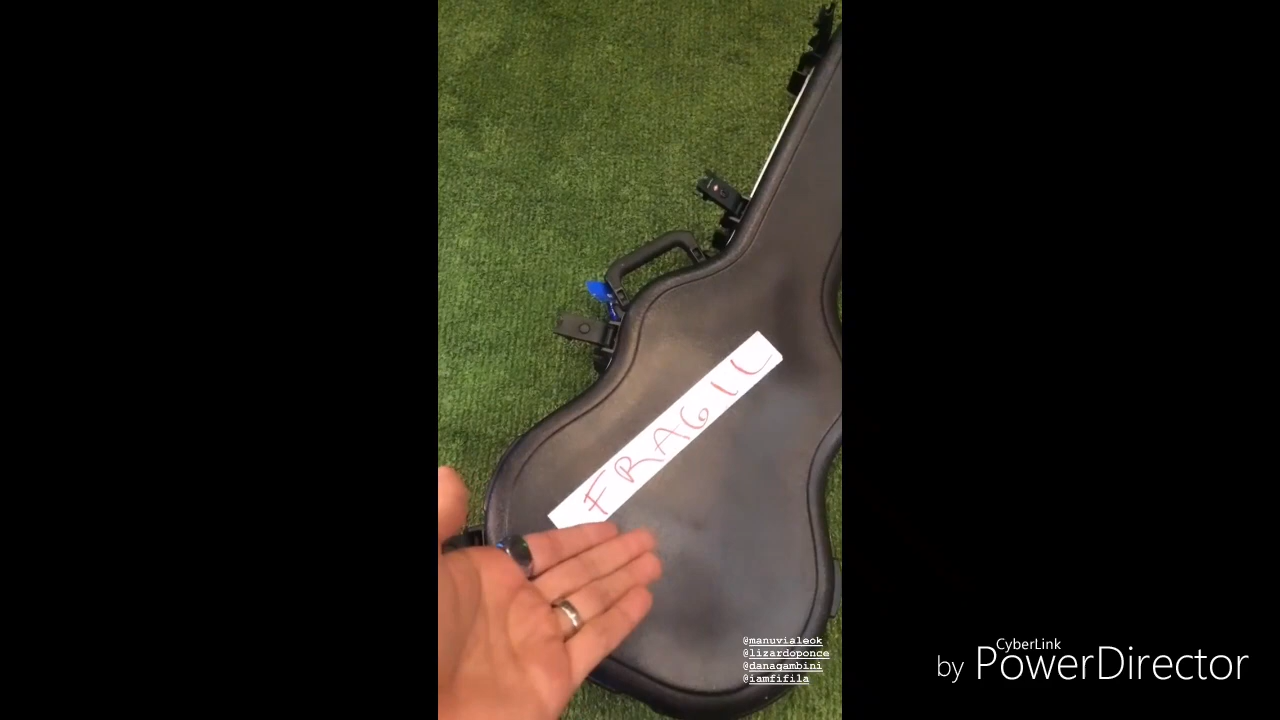 FRAGIL
@manuvialeok
@lizardoponce
@danagambini
@iamfifila
CyberLink
by PowerDirector